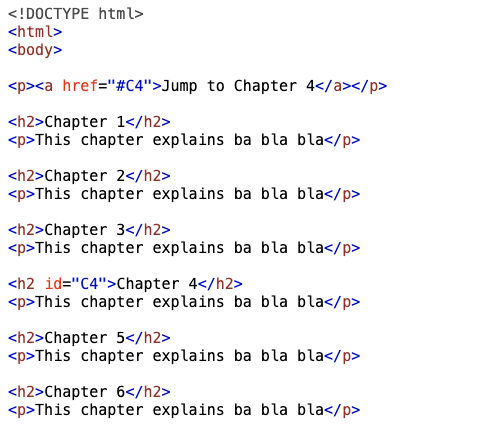 <!DOCTYPE html>
<html>
<body>
<p><a href="#C4">Jump to Chapter 4</a></p>
<h2>Chapter 1</h2>
<p>This chapter explains ba bla bla</p>
<h2>Chapter 2</h2>
<p>This chapter explains ba bla bla</p>
<h2>Chapter 3</h2>
<p>This chapter explains ba bla bla</p>
<h2 id="C4">Chapter 4</h2>
<p>This chapter explains ba bla bla</p>
<h2>Chapter 5</h2>
<p>This chapter explains ba bla bla</p>
<h2>Chapter 6</h2>
<p>This chapter explains ba bla bla</p>